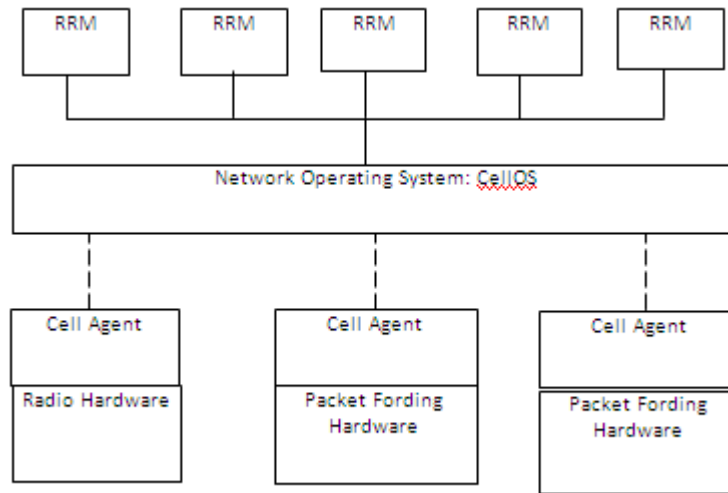 RRM RRM RRM RRM RRM
Network Operating System: CellOS
Cell Agent Cell Agent Cell Agent
Radio Hardware Packet Fording Packet Fording
Hardware Hardware